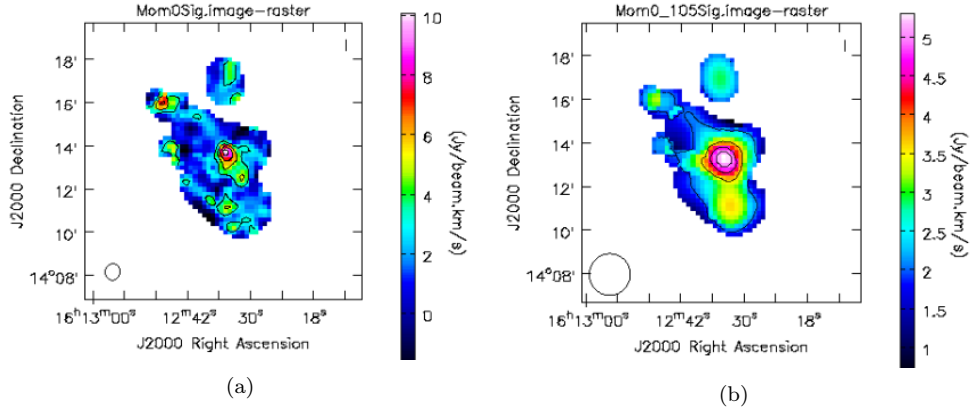 Mom0Sig.image-raster
18'
16'
14'
12'
10'
14°08'
J2000 Declination
16ʰ13ᵐ00ˢ
12ᵐ42ˢ
30ˢ
18ˢ
J2000 Right Ascension
10
8
6
4
2
0
(Jy/beam.km/s)
(a)
Mom0_105Sig.image-raster
18'
16'
14'
12'
10'
14°08'
J2000 Declination
16ʰ13ᵐ00ˢ
12ᵐ42ˢ
30ˢ
18ˢ
J2000 Right Ascension
5
4.5
4
3.5
3
2.5
2
1.5
1
(Jy/beam.km/s)
(b)